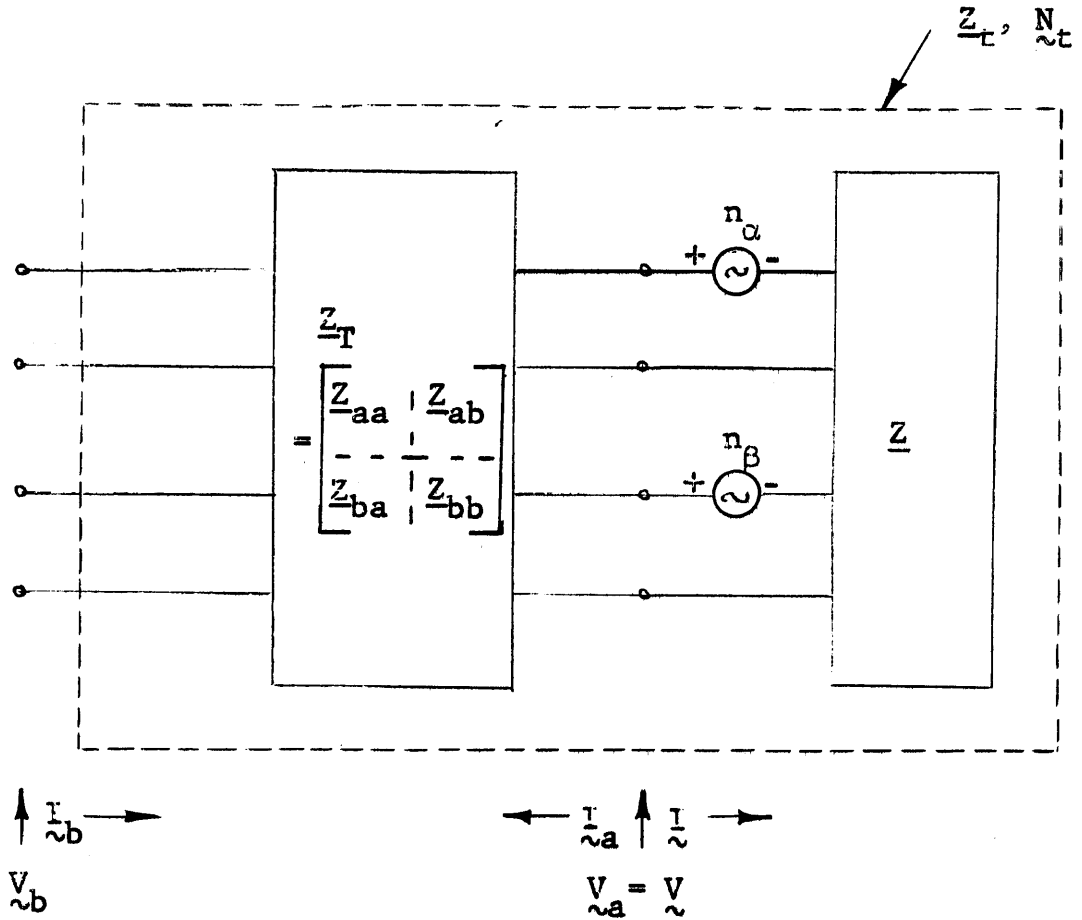 Z_t, N_t
n_α
+ -
Z_T
= [ Z_aa Z_ab
Z_ba Z_bb ]
n_β
+ -
Z
I_b
I_a I
V_b
V_a = V